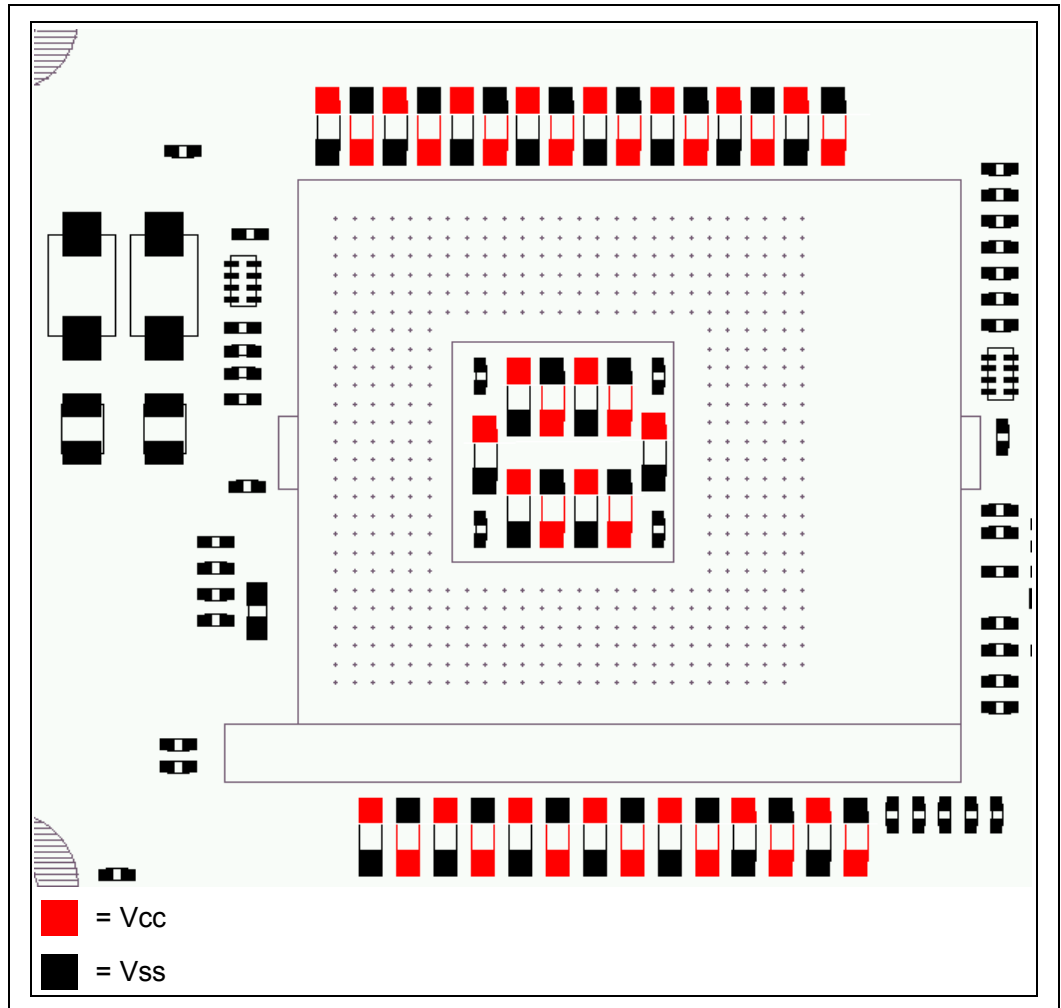 = Vcc
= Vss